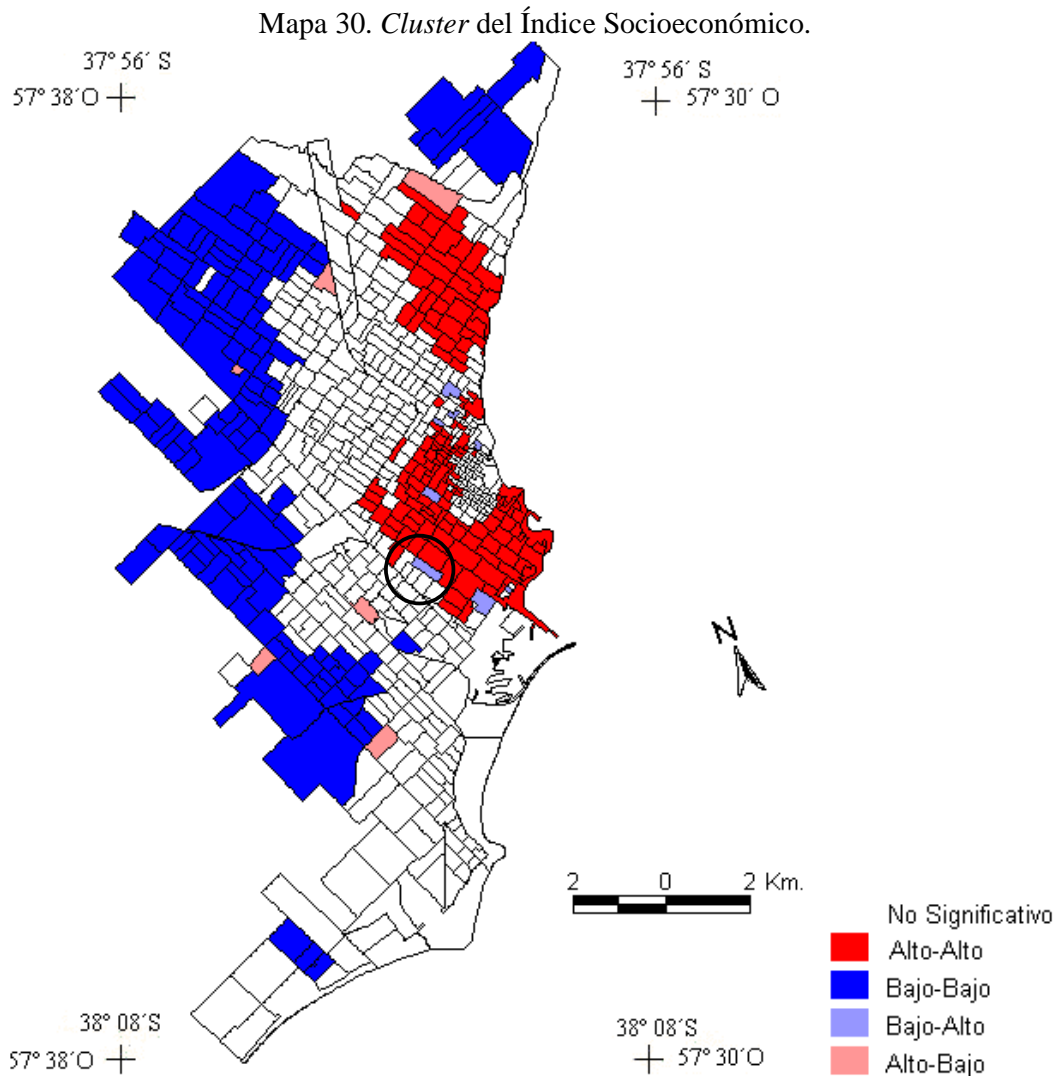 Mapa 30. Cluster del Índice Socioeconómico.
37° 56´ S
57° 38´O
37° 56´ S
57° 30´ O
N
2 0 2 Km.
No Significativo
Alto-Alto
Bajo-Bajo
Bajo-Alto
Alto-Bajo
38° 08´S
57° 38´O
38° 08´S
57° 30´O